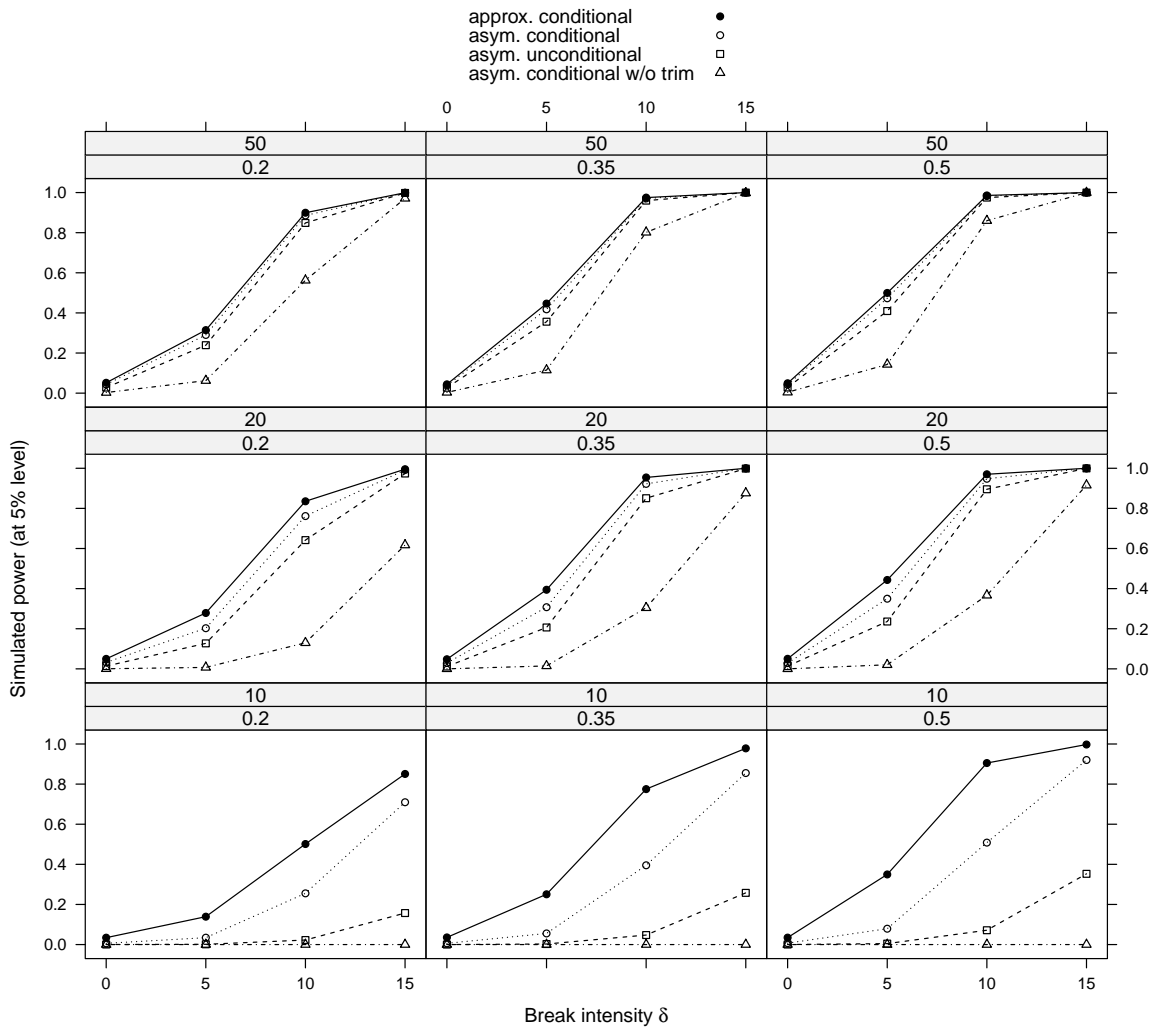 approx. conditional
asym. conditional
asym. unconditional
asym. conditional w/o trim
0 5 10 15
50 50 50
0.2 0.35 0.5
1.0
0.8
0.6
0.4
0.2
0.0
20 20 20
0.2 0.35 0.5
1.0
0.8
0.6
0.4
0.2
0.0
10 10 10
0.2 0.35 0.5
1.0
0.8
0.6
0.4
0.2
0.0
0 5 10 15 0 5 10 15
Simulated power (at 5% level)
Break intensity δ